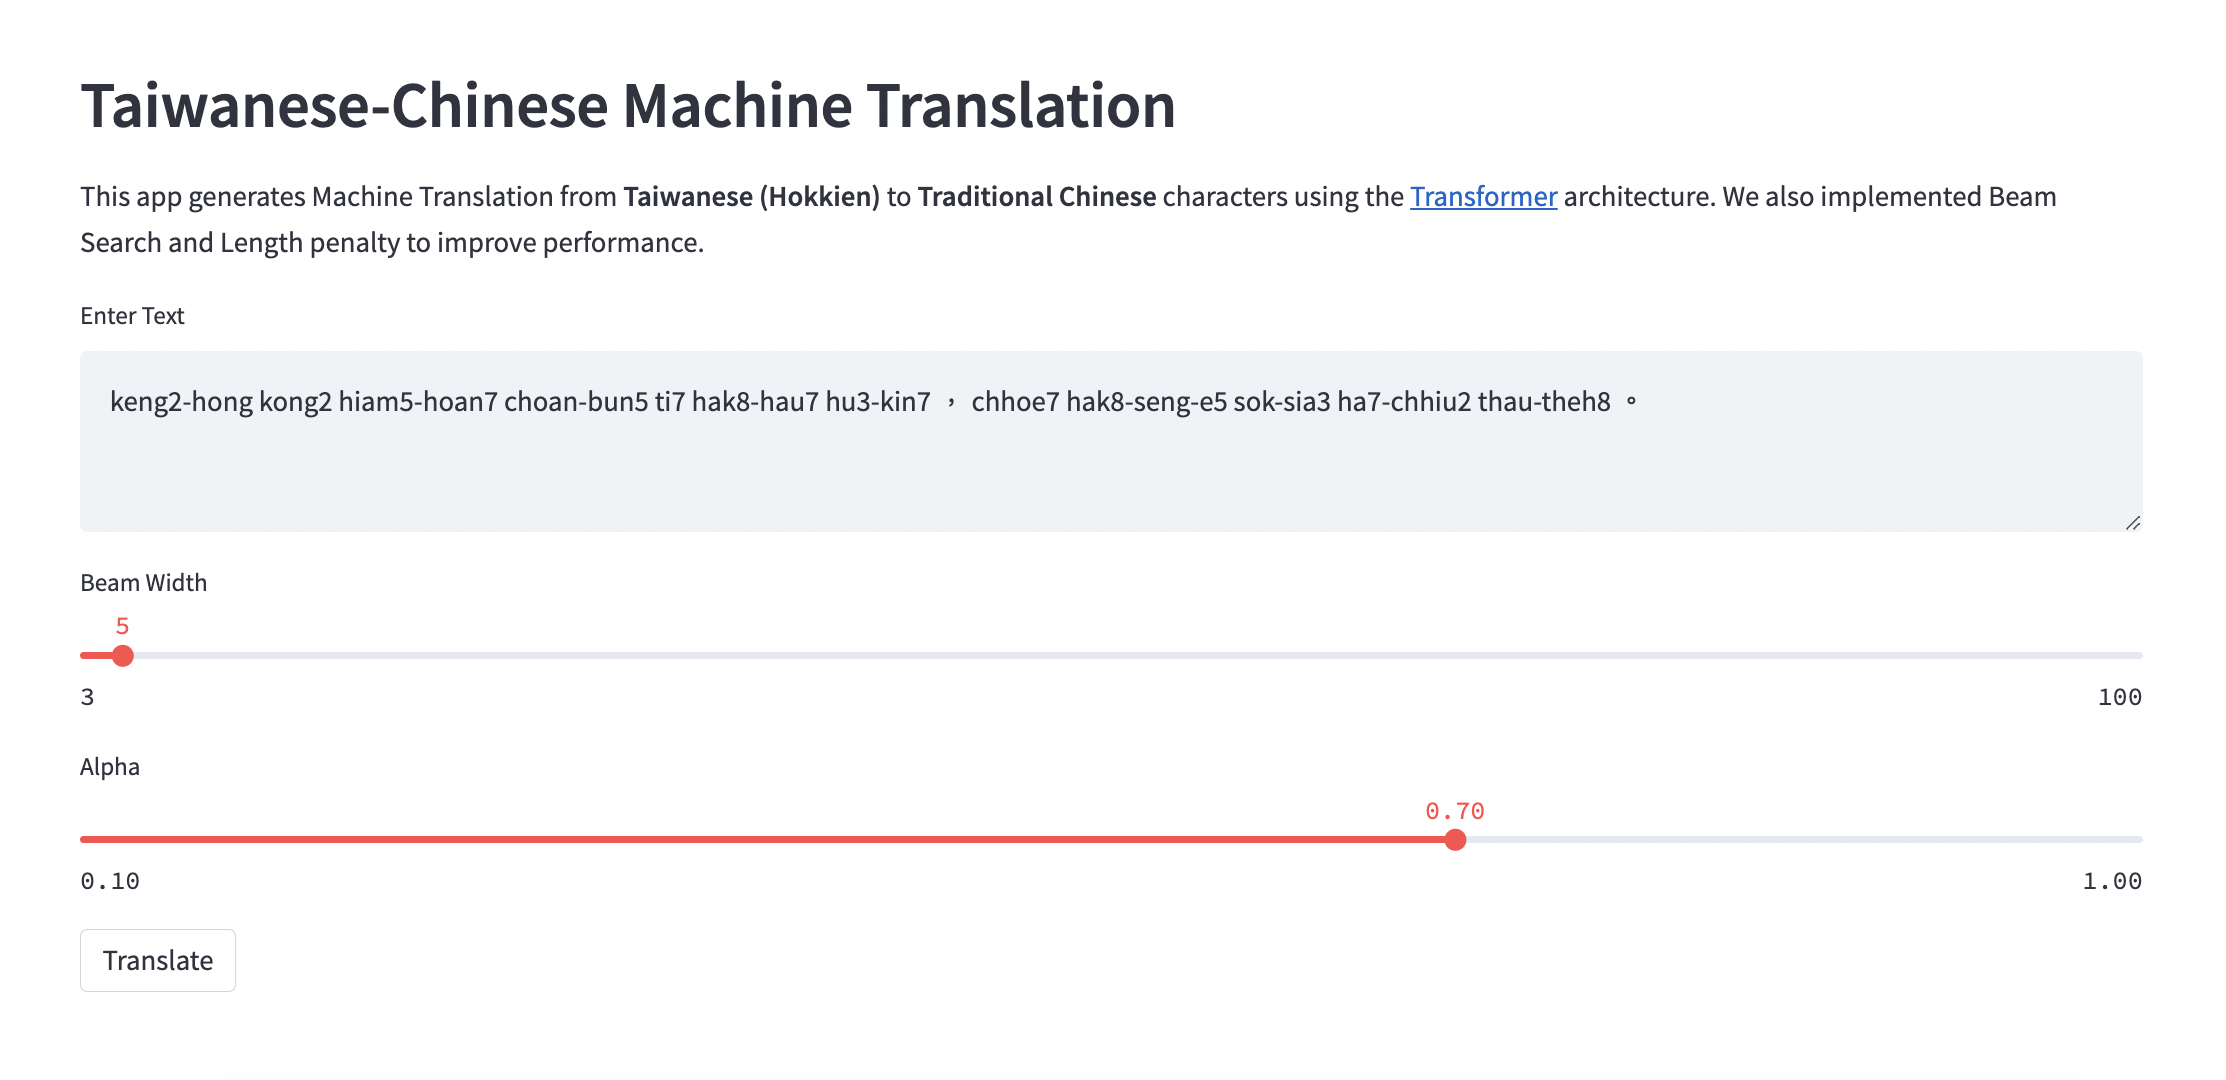 Taiwanese-Chinese Machine Translation
This app generates Machine Translation from Taiwanese (Hokkien) to Traditional Chinese characters using the Transformer architecture. We also implemented Beam
Search and Length penalty to improve performance.
Enter Text
keng2-hong kong2 hiam5-hoan7 choan-bun5 ti7 hak8-hau7 hu3-kin7 ， chhoe7 hak8-seng-e5 sok-sia3 ha7-chhiu2 thau-theh8 。
Beam Width
5
3 100
Alpha
0.70
0.10 1.00
Translate